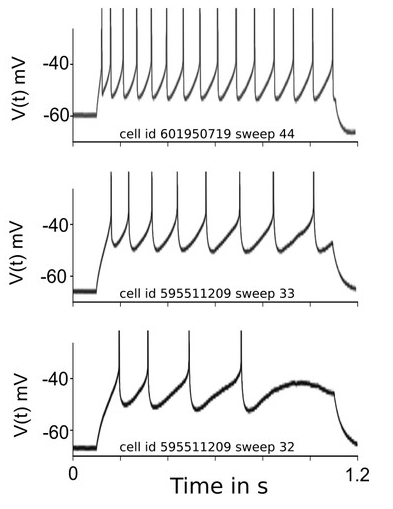 -40
V(t) mV
-60
cell id 601950719 sweep 44
-40
V(t) mV
-60
cell id 595511209 sweep 33
-40
V(t) mV
-60
cell id 595511209 sweep 32
0 1.2
Time in s